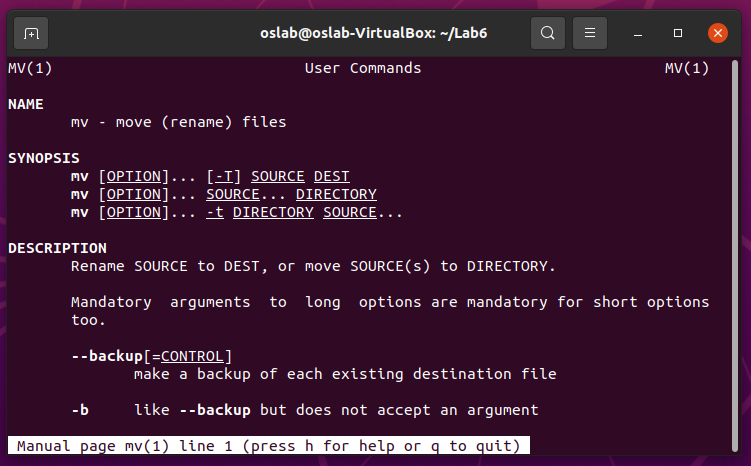 oslab@oslab-VirtualBox: ~/Lab6
MV(1) User Commands MV(1)
NAME
mv - move (rename) files
SYNOPSIS
mv [OPTION]... [-T] SOURCE DEST
mv [OPTION]... SOURCE... DIRECTORY
mv [OPTION]... -t DIRECTORY SOURCE...
DESCRIPTION
Rename SOURCE to DEST, or move SOURCE(s) to DIRECTORY.
Mandatory arguments to long options are mandatory for short options
too.
--backup[=CONTROL]
make a backup of each existing destination file
-b like --backup but does not accept an argument
Manual page mv(1) line 1 (press h for help or q to quit)